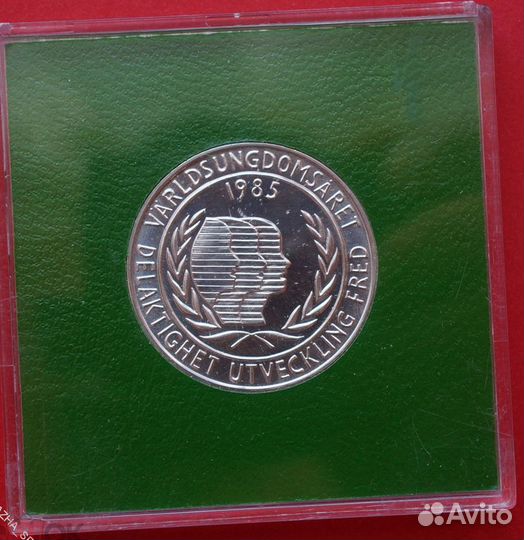 VÄRLDSUNGDOMSÅRET
1985
DELAKTIGHET UTVECKLING FRED
Avito